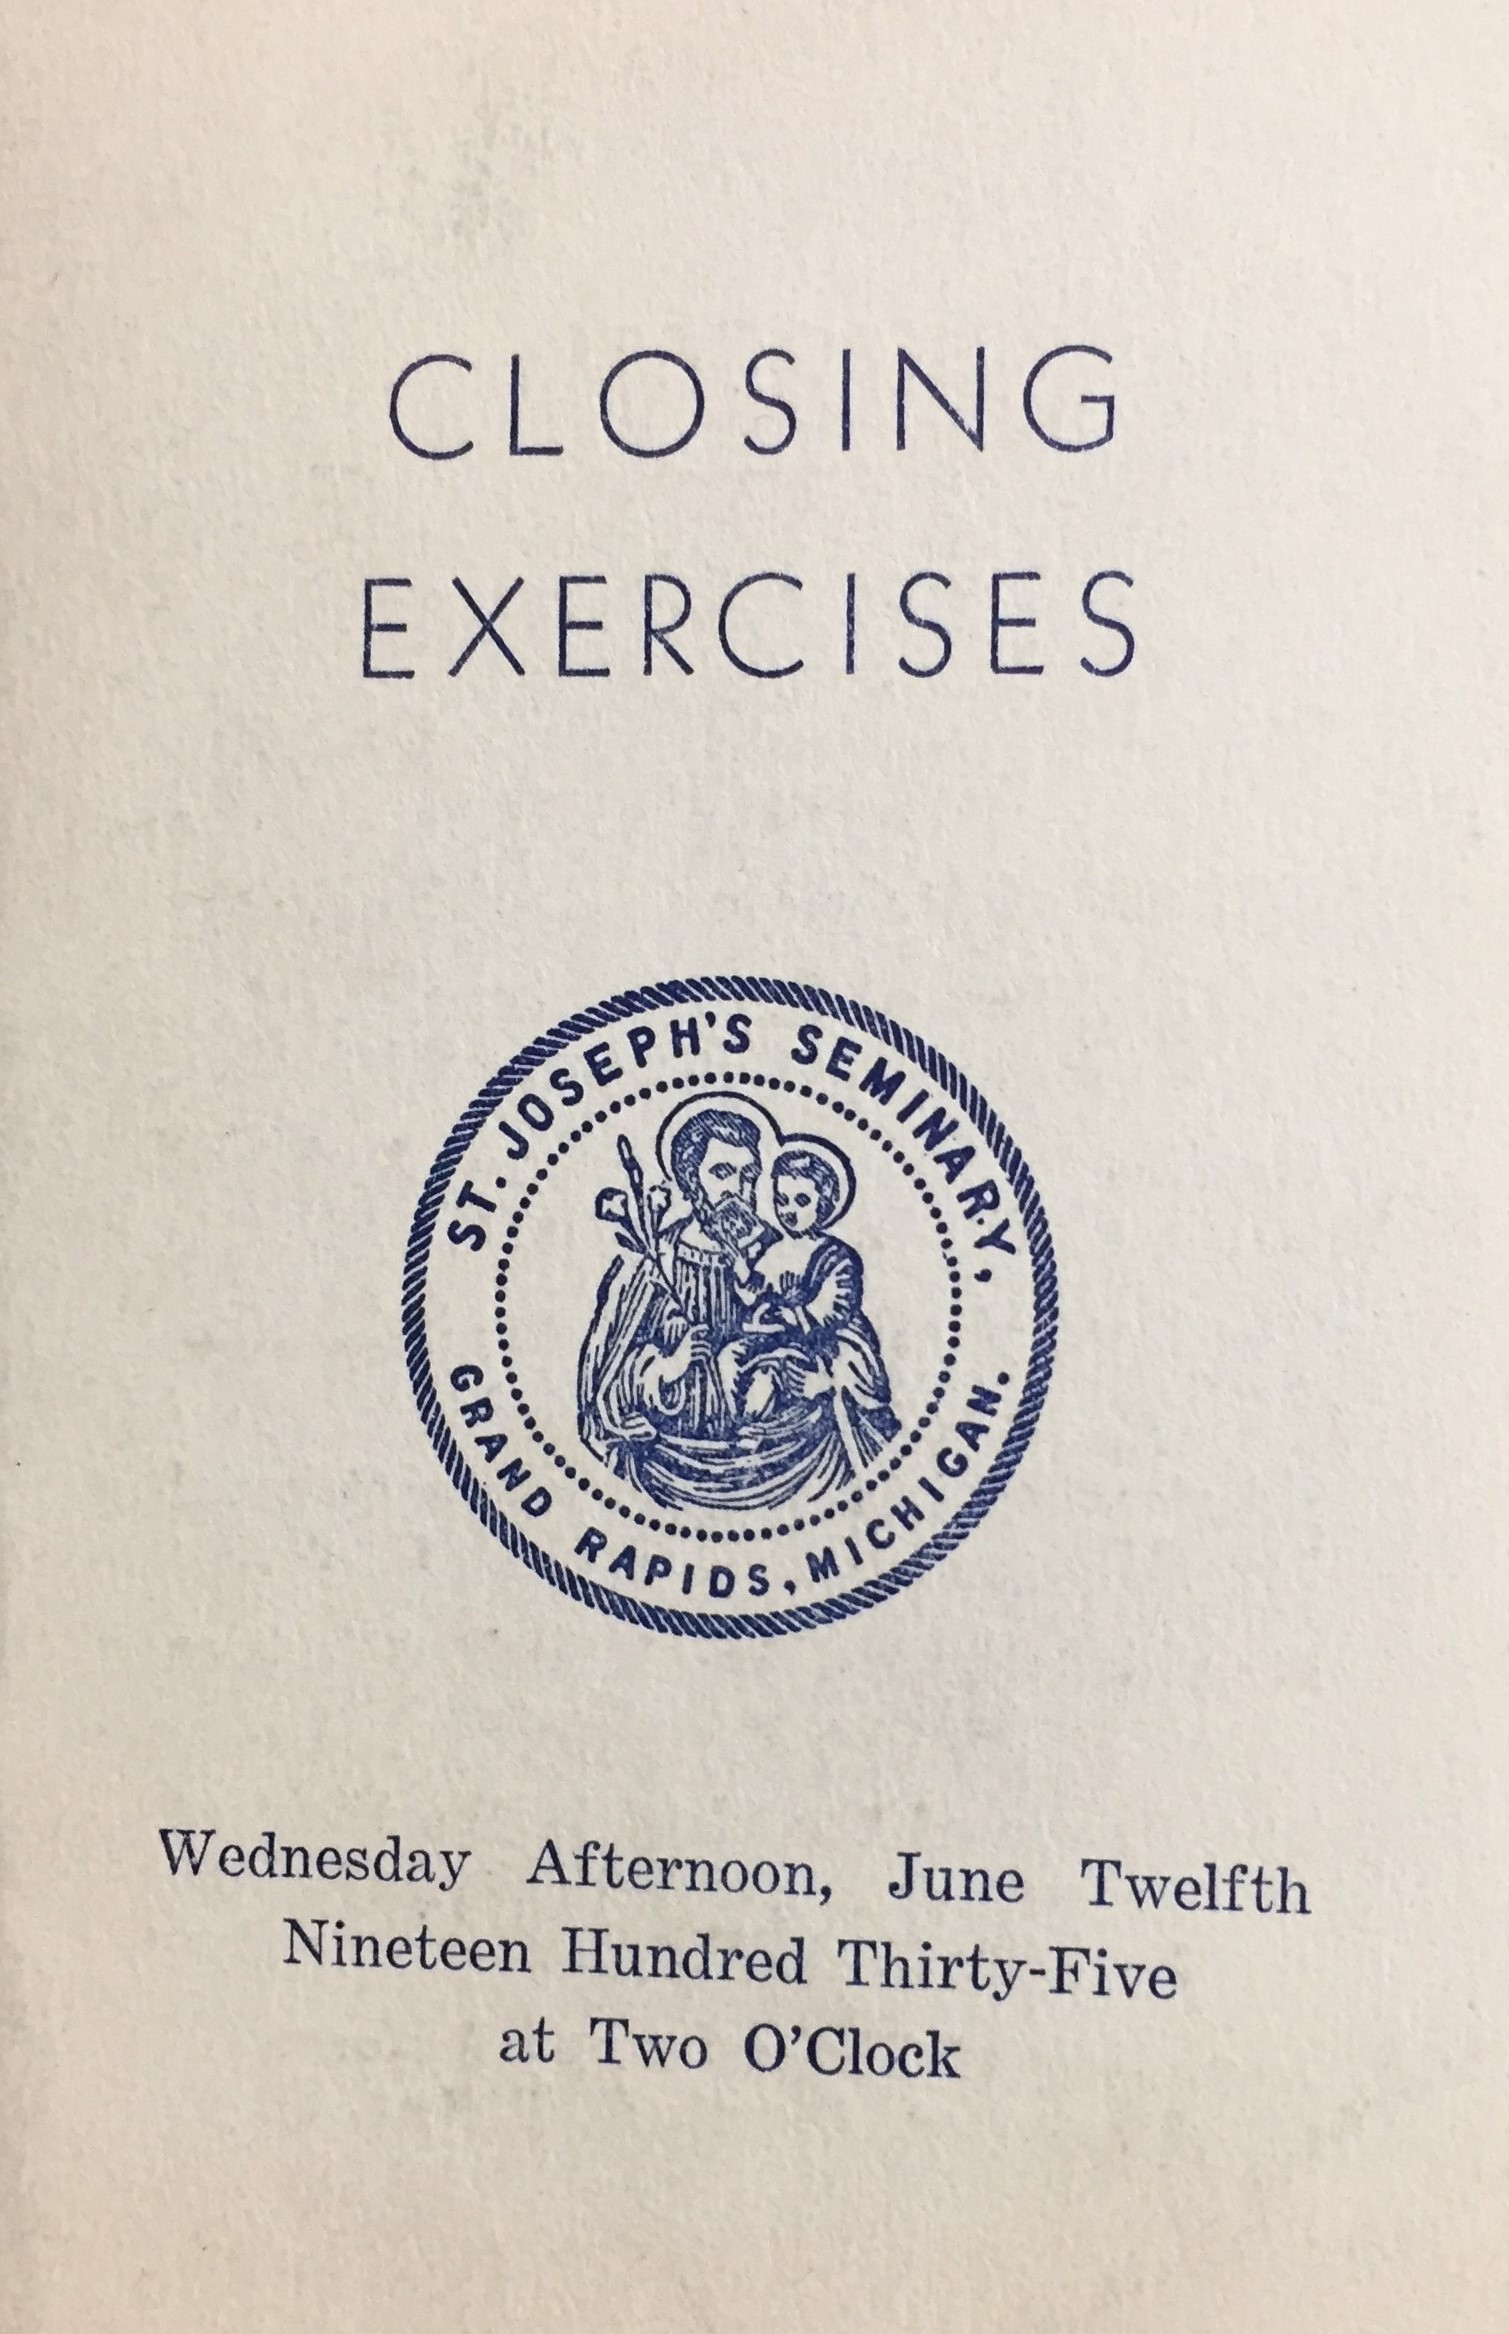 CLOSING
EXERCISES
ST. JOSEPH'S SEMINARY,
GRAND RAPIDS, MICHIGAN.
Wednesday Afternoon, June Twelfth
Nineteen Hundred Thirty-Five
at Two O'Clock